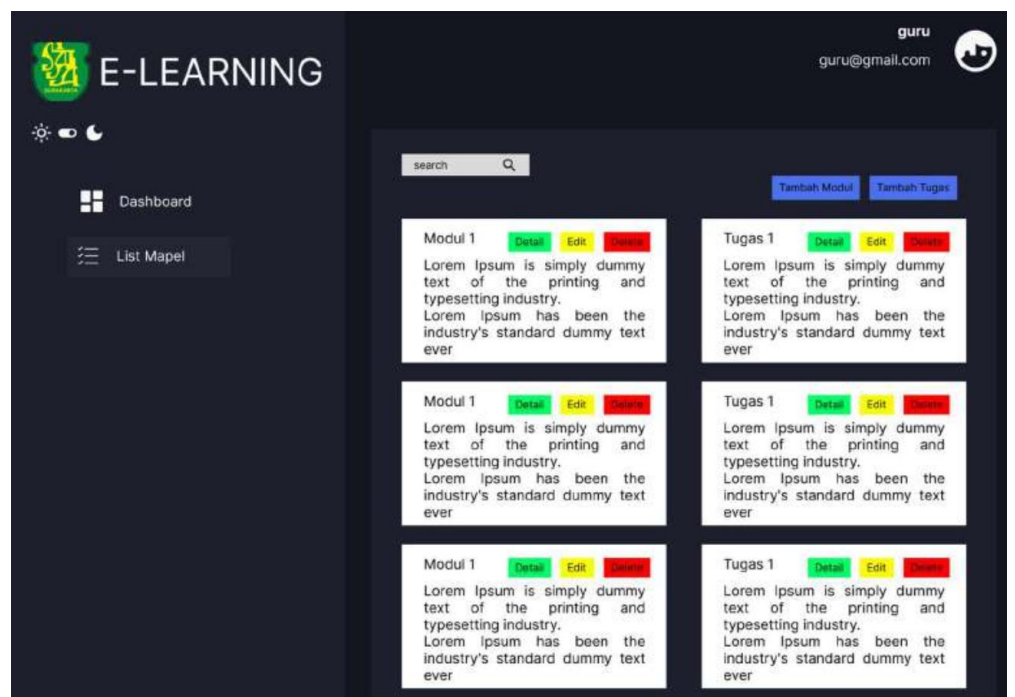 E-LEARNING
guru
guru@gmail.com
Dashboard
List Mapel
search
Tambah Modul Tambah Tugas
Modul 1 Detail Edit Delete
Lorem Ipsum is simply dummy
text of the printing and
typesetting industry.
Lorem Ipsum has been the
industry's standard dummy text
ever
Tugas 1 Detail Edit Delete
Lorem Ipsum is simply dummy
text of the printing and
typesetting industry.
Lorem Ipsum has been the
industry's standard dummy text
ever
Modul 1 Detail Edit Delete
Lorem Ipsum is simply dummy
text of the printing and
typesetting industry.
Lorem Ipsum has been the
industry's standard dummy text
ever
Tugas 1 Detail Edit Delete
Lorem Ipsum is simply dummy
text of the printing and
typesetting industry.
Lorem Ipsum has been the
industry's standard dummy text
ever
Modul 1 Detail Edit Delete
Lorem Ipsum is simply dummy
text of the printing and
typesetting industry.
Lorem Ipsum has been the
industry's standard dummy text
ever
Tugas 1 Detail Edit Delete
Lorem Ipsum is simply dummy
text of the printing and
typesetting industry.
Lorem Ipsum has been the
industry's standard dummy text
ever